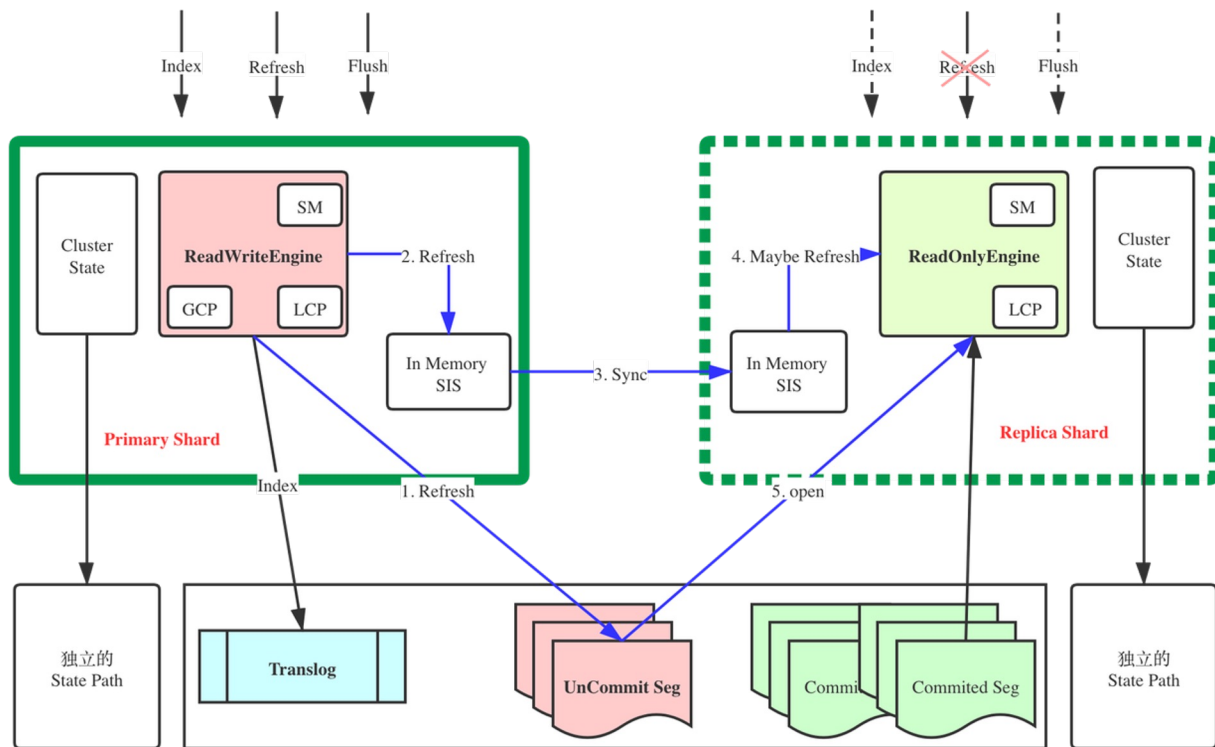 Index
Refresh
Flush
Index
Refresh
Flush
Cluster
State
SM
ReadWriteEngine
GCP
LCP
2. Refresh
In Memory
SIS
Primary Shard
3. Sync
4. Maybe Refresh
In Memory
SIS
SM
ReadOnlyEngine
LCP
Cluster
State
Replica Shard
Index
1. Refresh
5. open
独立的
State Path
Translog
UnCommit Seg
Commi
Commited Seg
独立的
State Path